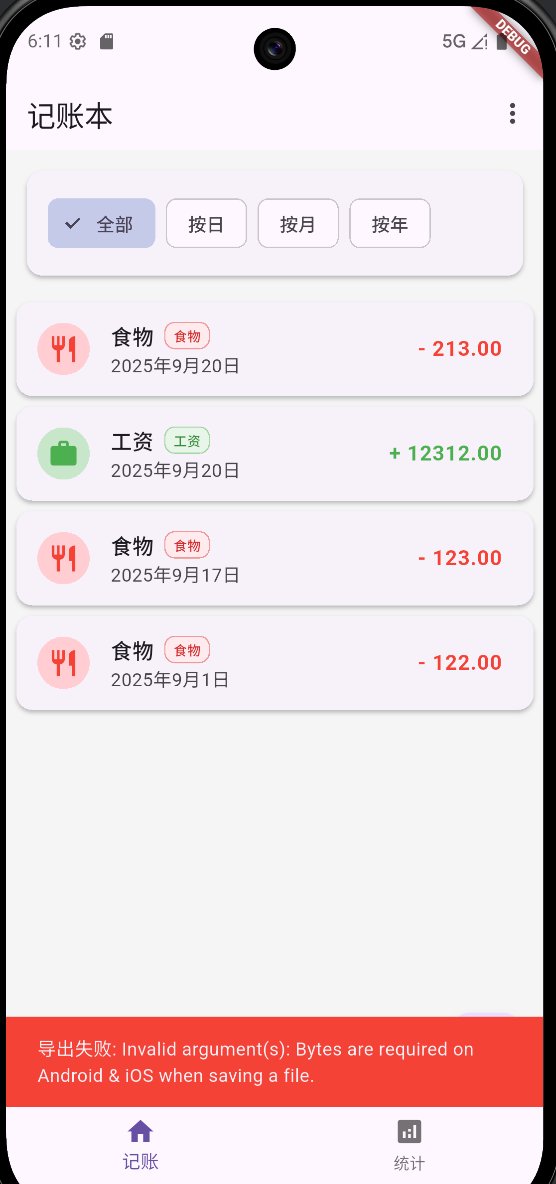 6:11
5G
DEBUG
记账本
全部
按日
按月
按年
食物 食物
- 213.00
2025年9月20日
工资 工资
+ 12312.00
2025年9月20日
食物 食物
- 123.00
2025年9月17日
食物 食物
- 122.00
2025年9月1日
导出失败: Invalid argument(s): Bytes are required on
Android & iOS when saving a file.
记账
统计